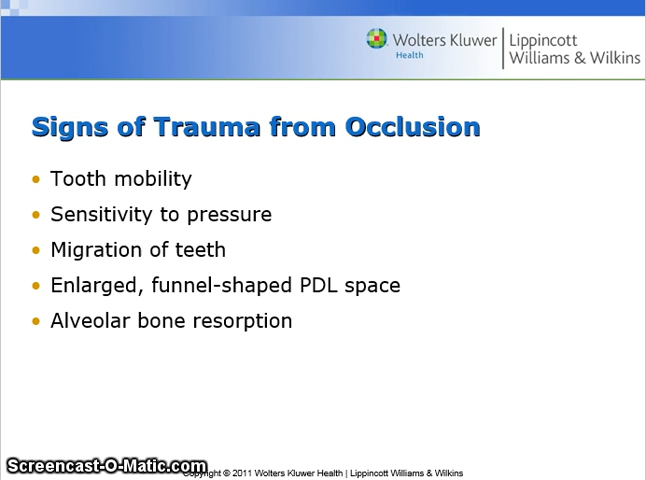 Wolters Kluwer
Health
Lippincott
Williams & Wilkins
Signs of Trauma from Occlusion
• Tooth mobility
• Sensitivity to pressure
• Migration of teeth
• Enlarged, funnel-shaped PDL space
• Alveolar bone resorption
Screencast-O-Matic.com
Copyright © 2011 Wolters Kluwer Health | Lippincott Williams & Wilkins